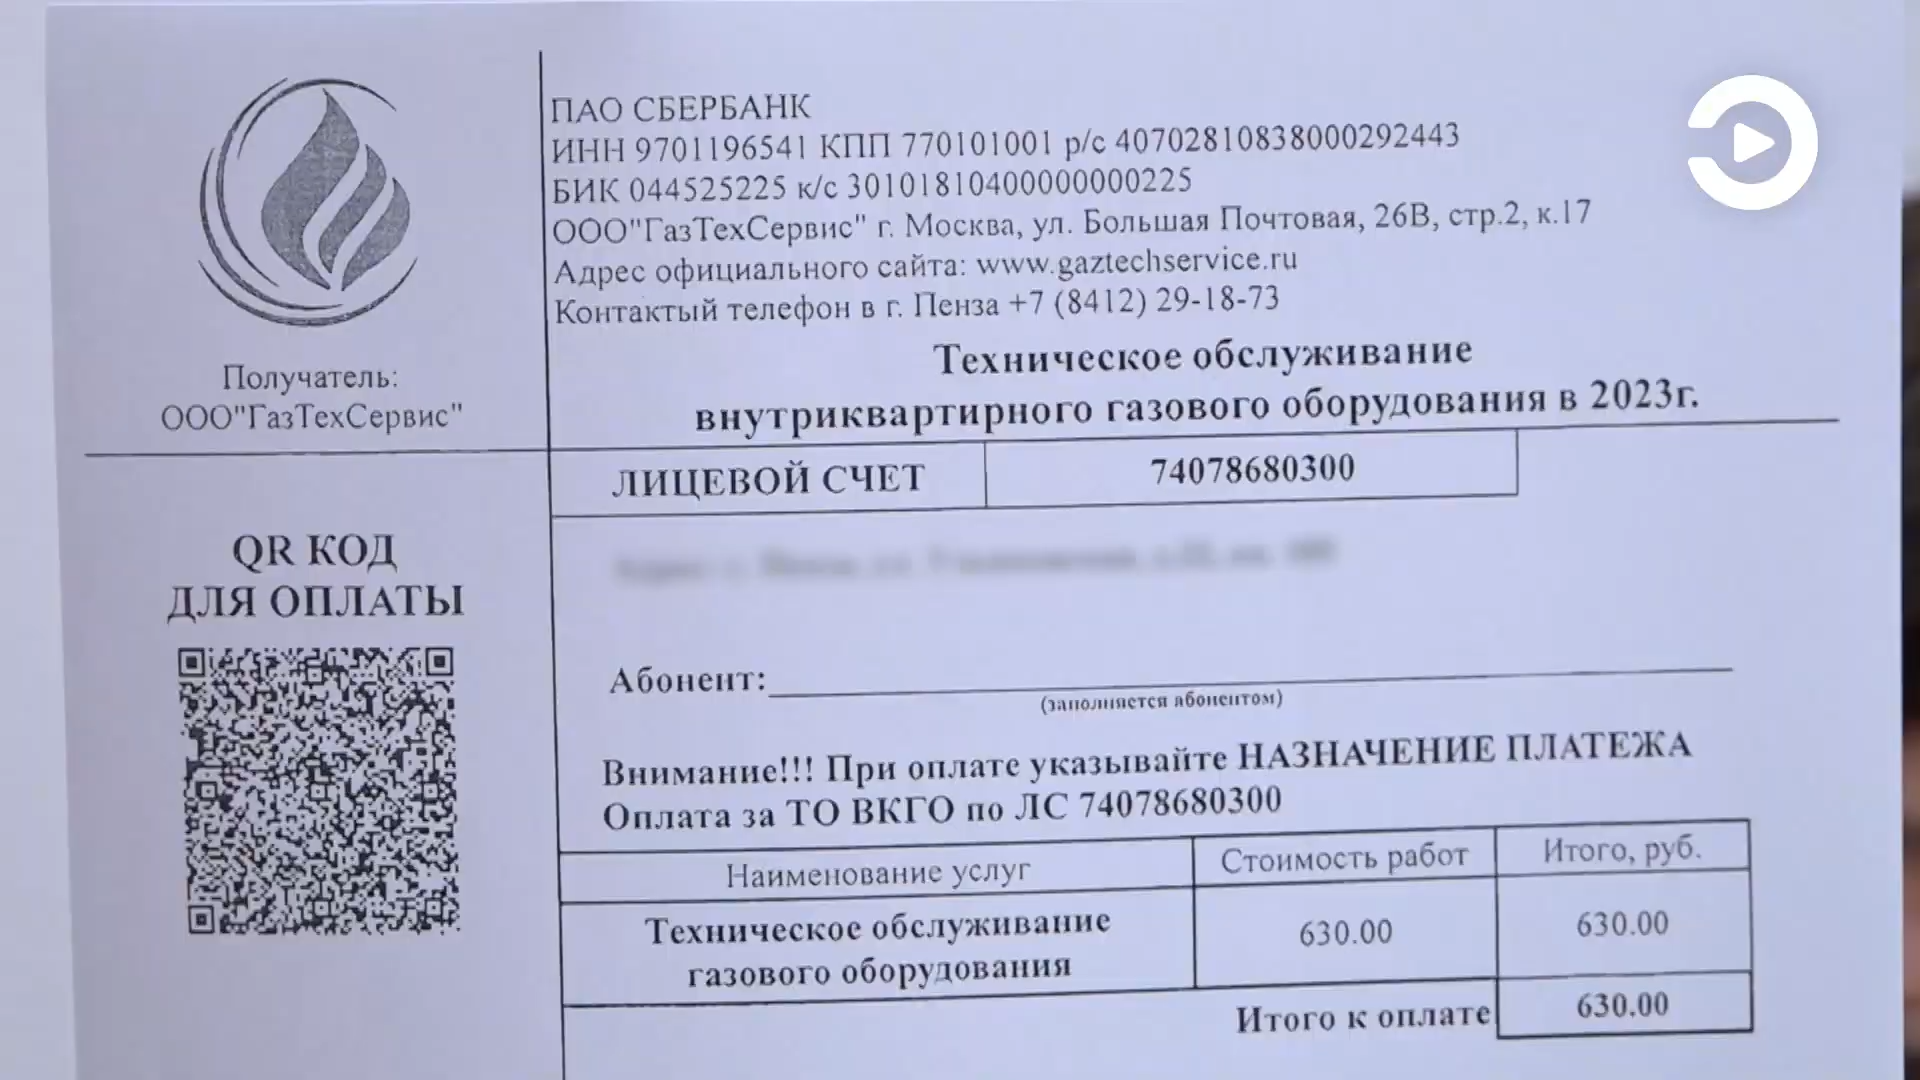 ПАО СБЕРБАНК
ИНН 9701196541 КПП 770101001 р/с 40702810838000292443
БИК 044525225 к/с 30101810400000000225
ООО"ГазТехСервис" г. Москва, ул. Большая Почтовая, 26В, стр.2, к.17
Адрес официального сайта: www.gaztechservice.ru
Контактый телефон в г. Пенза +7 (8412) 29-18-73
Получатель:
ООО"ГазТехСервис"
Техническое обслуживание
внутриквартирного газового оборудования в 2023г.
ЛИЦЕВОЙ СЧЕТ 74078680300
QR КОД
ДЛЯ ОПЛАТЫ
Абонент:
(заполняется абонентом)
Внимание!!! При оплате указывайте НАЗНАЧЕНИЕ ПЛАТЕЖА
Оплата за ТО ВКГО по ЛС 74078680300
Наименование услуг Стоимость работ Итого, руб.
Техническое обслуживание
газового оборудования 630.00 630.00
Итого к оплате 630.00